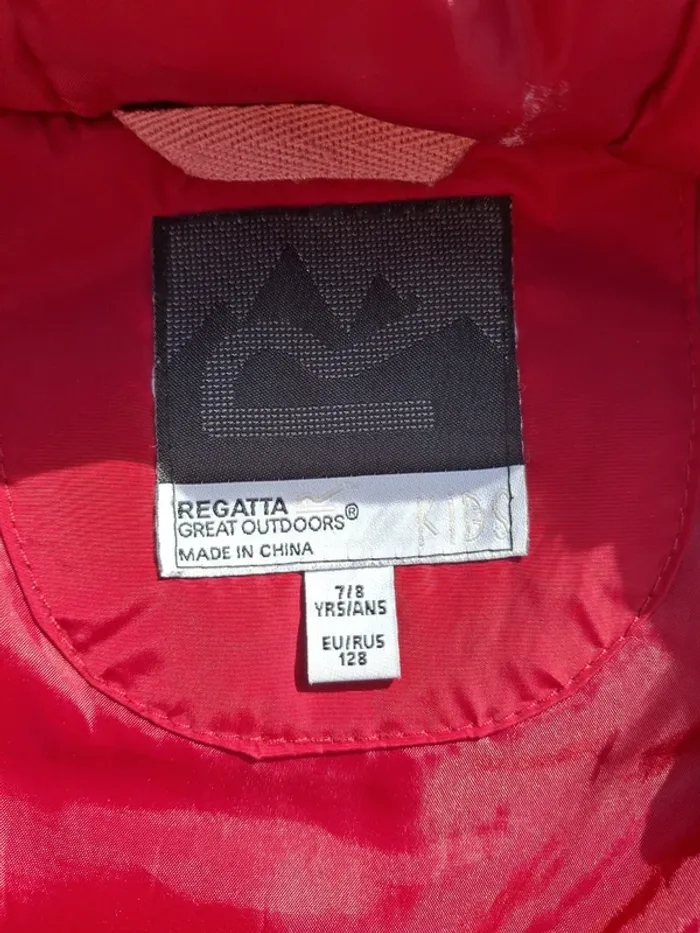 REGATTA
GREAT OUTDOORS®
KIDS
MADE IN CHINA
7/8
YRS/ANS
EU/RUS
128